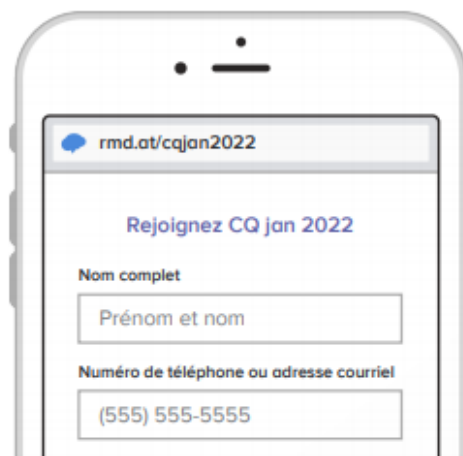 rmd.at/cqjan2022
Rejoignez CQ jan 2022
Nom complet
Prénom et nom
Numéro de téléphone ou adresse courriel
(555) 555-5555